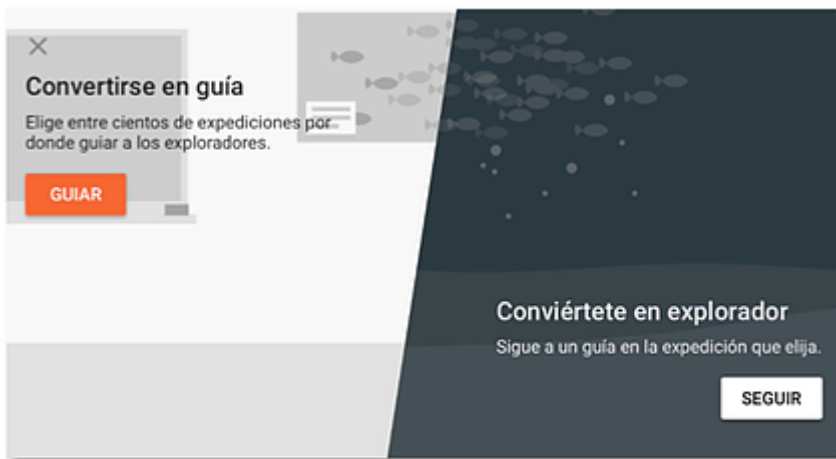 Convertirse en guía
Elige entre cientos de expediciones por
donde guiar a los exploradores.
GUIAR
Conviértete en explorador
Sigue a un guía en la expedición que elija.
SEGUIR